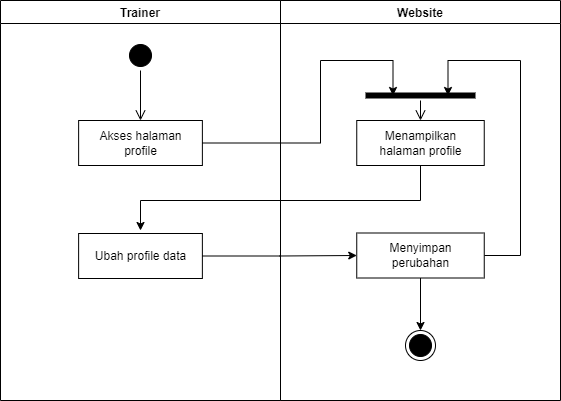 Trainer
Website
Akses halaman
profile
Menampilkan
halaman profile
Ubah profile data
Menyimpan
perubahan